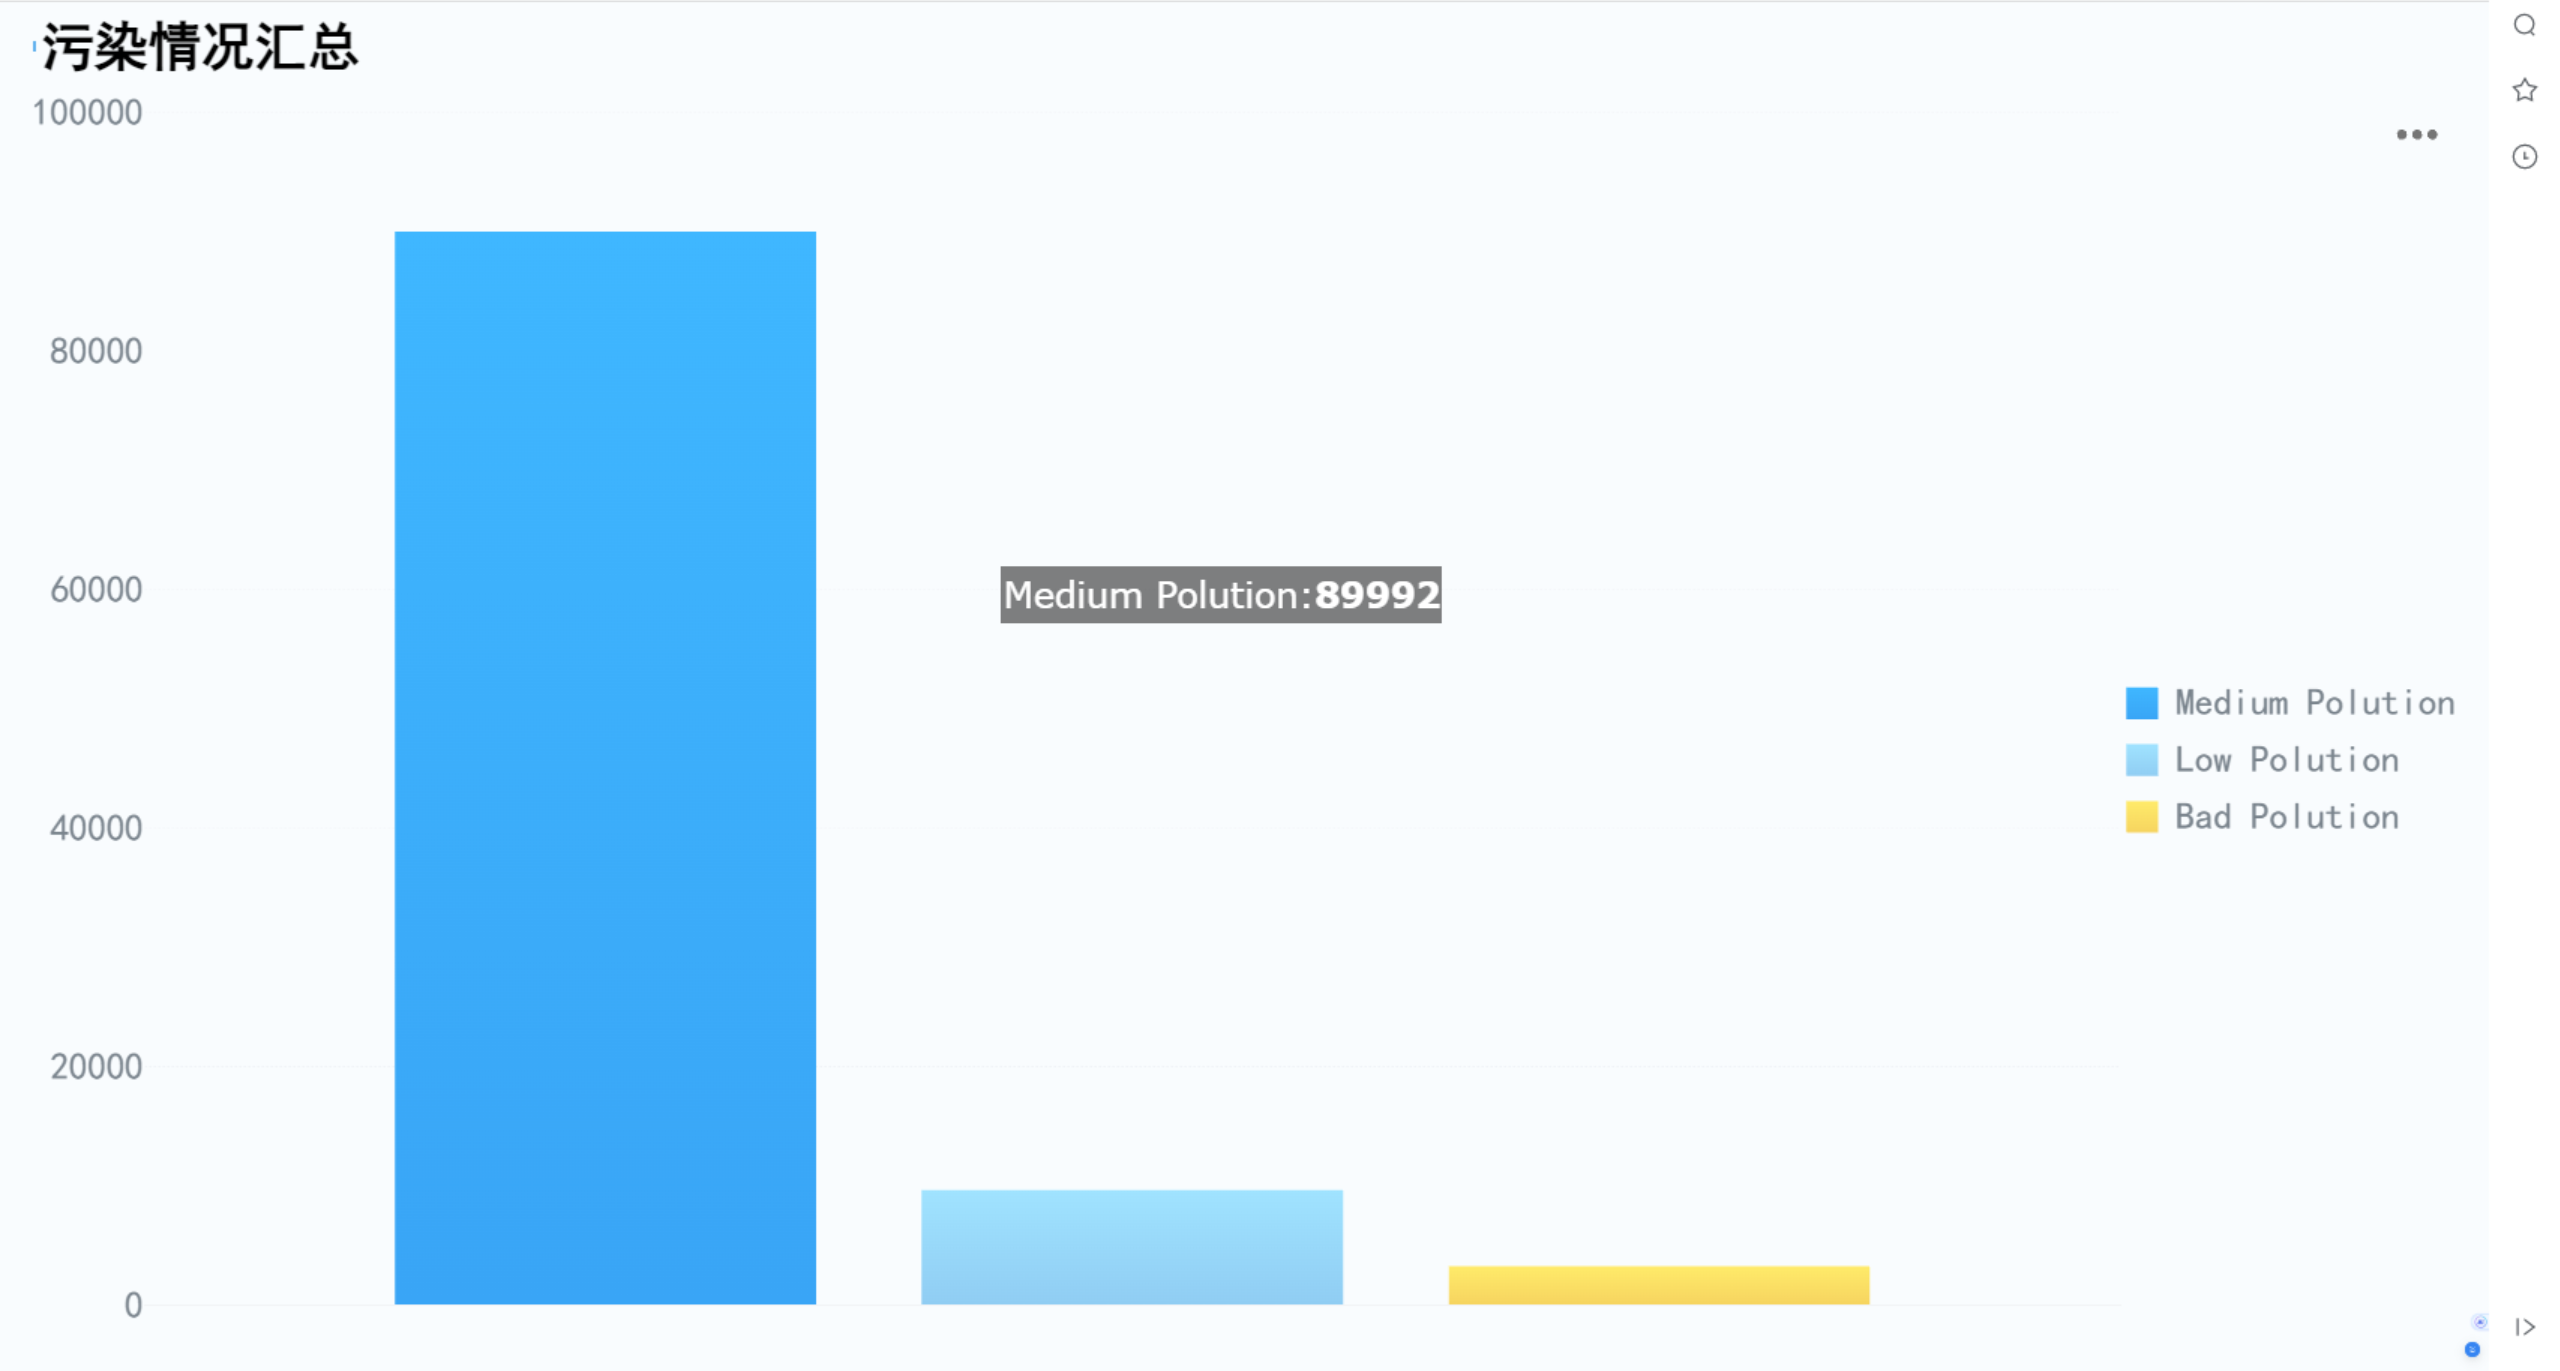 污染情况汇总
100000
80000
60000
Medium Polution:89992
Medium Polution
Low Polution
Bad Polution
40000
20000
0